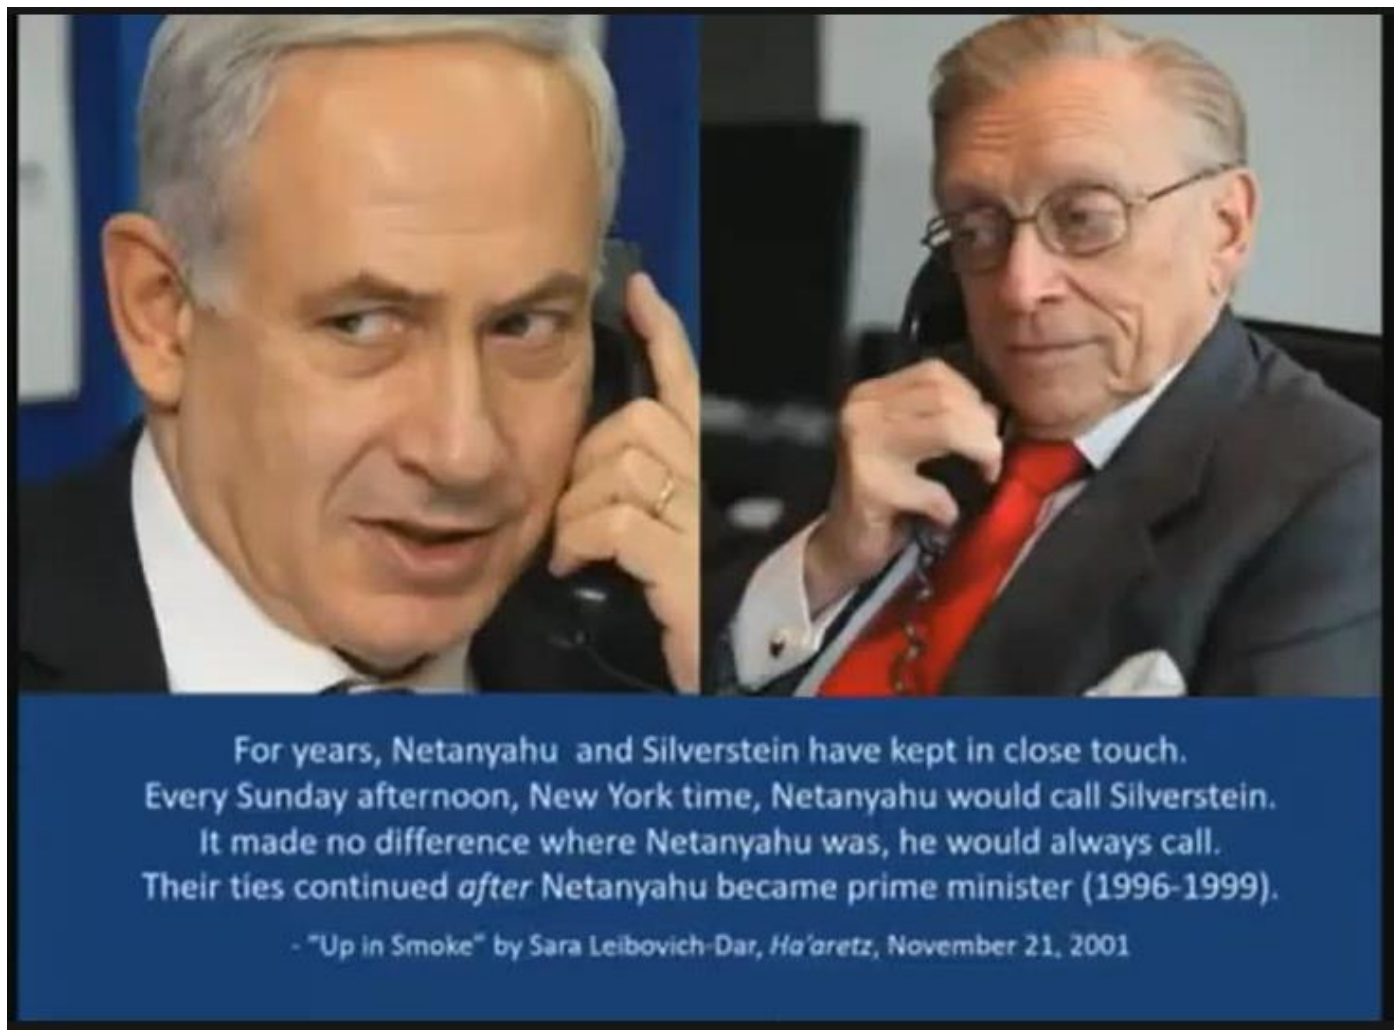 For years, Netanyahu and Silverstein have kept in close touch.
Every Sunday afternoon, New York time, Netanyahu would call Silverstein.
It made no difference where Netanyahu was, he would always call.
Their ties continued after Netanyahu became prime minister (1996-1999).
- "Up in Smoke" by Sara Leibovich-Dar, Ha'aretz, November 21, 2001